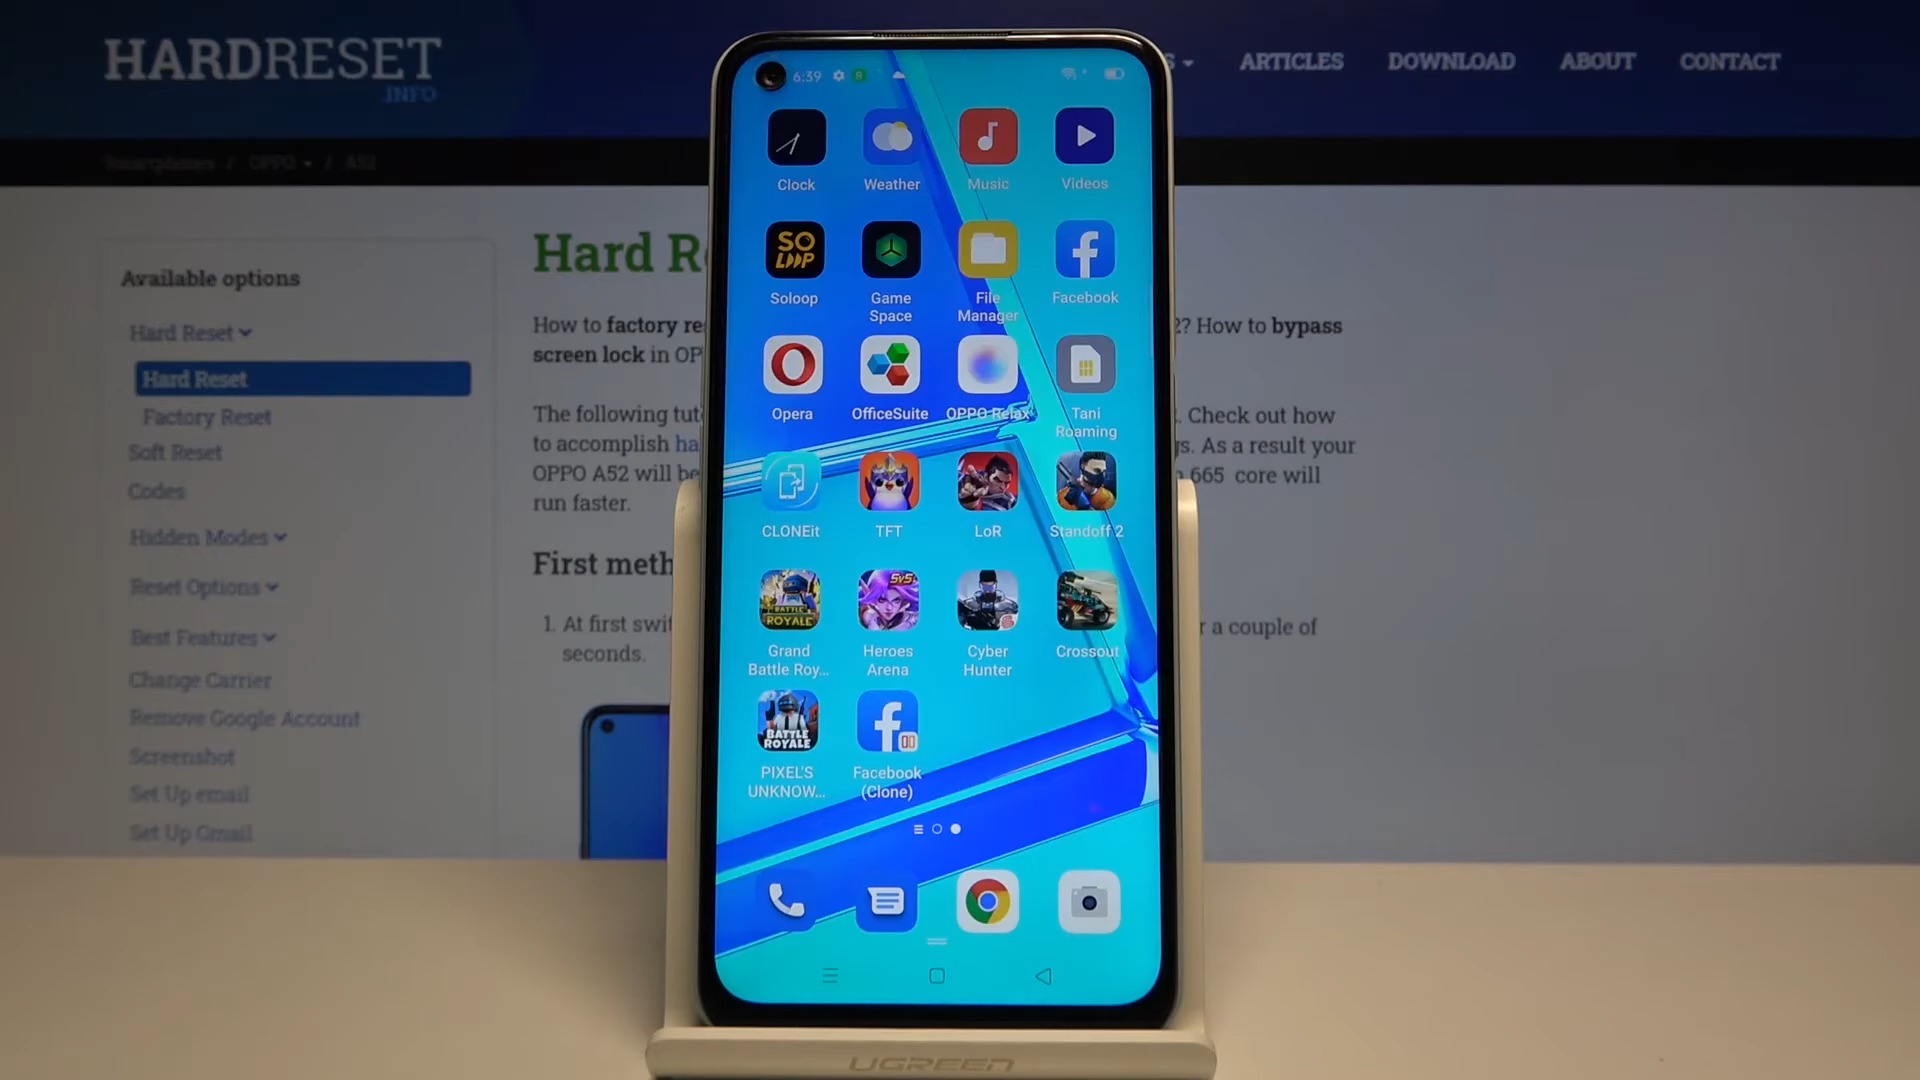 HARDRESET
.INFO
S
ARTICLES
DOWNLOAD
ABOUT
CONTACT
Smartphones / OPPO / A52
Available options
Hard Reset
Hard Reset
Factory Reset
Soft Reset
Codes
Hidden Modes
Reset Options
Best Features
Change Carrier
Remove Google Account
Screenshot
Set Up email
Set Up Gmail
Hard R
How to factory re
2? How to bypass
screen lock in OP
The following tut
. Check out how
to accomplish ha
gs. As a result your
OPPO A52 will be
665 core will
run faster.
First meth
1. At first swi
r a couple of
seconds.
6:39
Clock
Weather
Music
Videos
SO
LOOP
Soloop
Game
Space
File
Manager
Facebook
Opera
OfficeSuite
OPPO Relax
Tani
Roaming
CLONEit
TFT
LoR
Standoff 2
BATTLE
ROYALE
5v5
Grand
Battle Roy...
Heroes
Arena
Cyber
Hunter
Crossout
BATTLE
ROYALE
PIXEL'S
UNKNOW...
Facebook
(Clone)
UGREEN